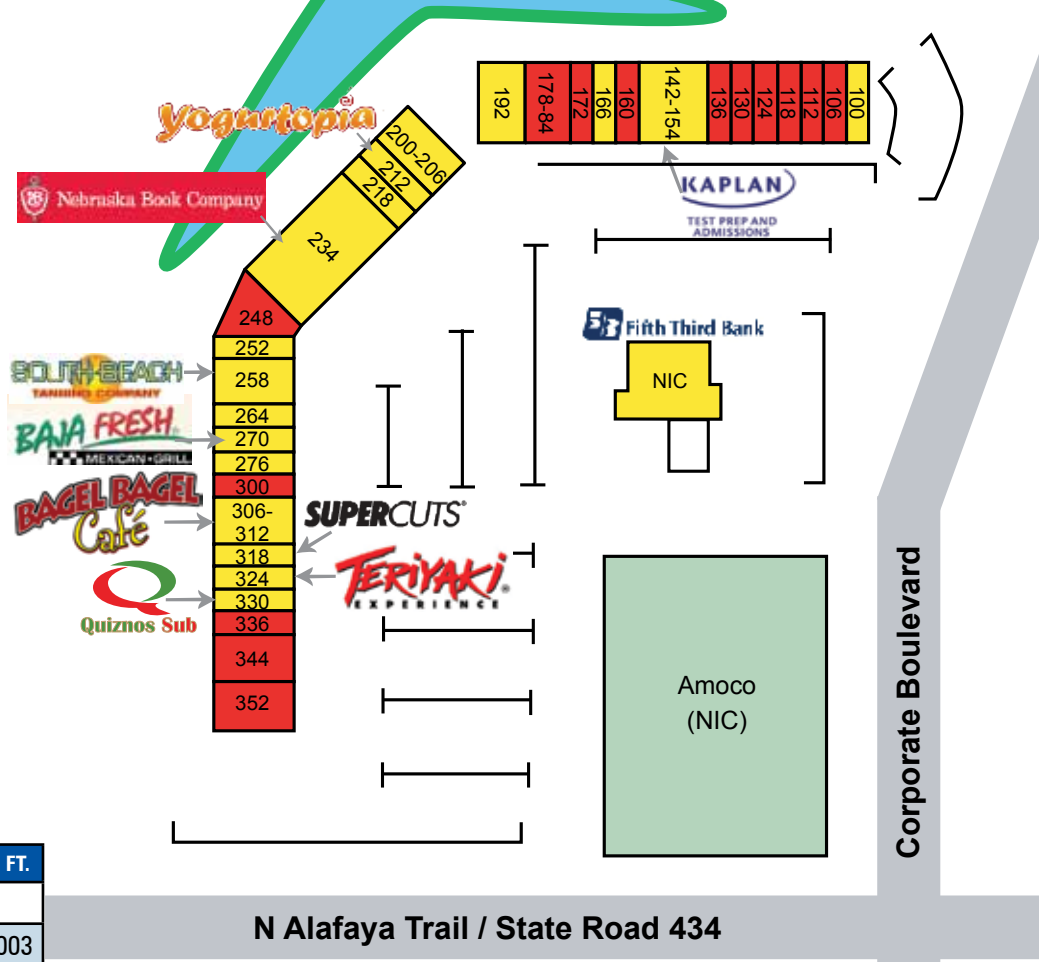 192
178-84
172
166
160
142-154
136
130
124
118
112
106
100
Yogurtopia
200-206
212
218
KAPLAN
TEST PREP AND
ADMISSIONS
NB Nebraska Book Company
234
248
5/3 Fifth Third Bank
252
SOUTH BEACH
TANNING COMPANY
258
NIC
264
BAJA FRESH
MEXICAN GRILL
270
276
300
BAGEL BAGEL
Café
306-
312
SUPERCUTS
318
324
TERIYAKI
EXPERIENCE
330
Quiznos Sub
336
344
352
Amoco
(NIC)
Corporate Boulevard
FT.
003
N Alafaya Trail / State Road 434